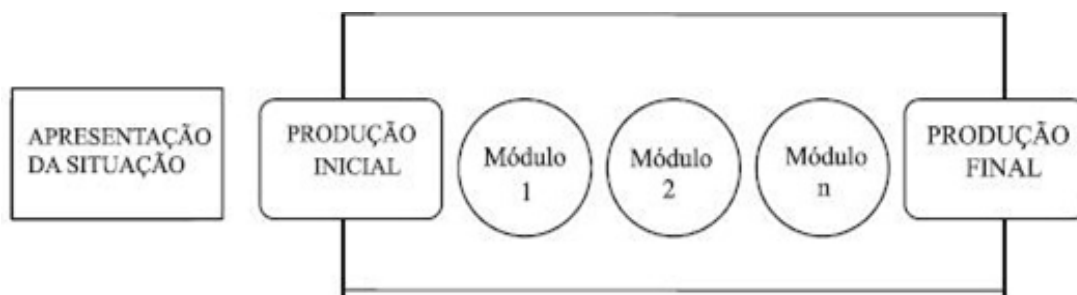 APRESENTAÇÃO
DA SITUAÇÃO
PRODUÇÃO
INICIAL
Módulo
1
Módulo
2
Módulo
n
PRODUÇÃO
FINAL